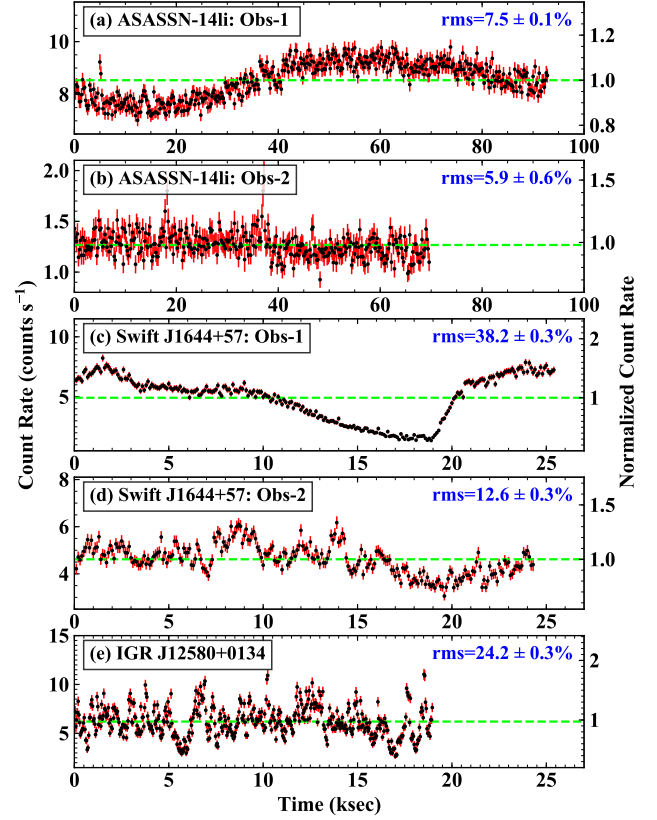 (a) ASASSN-14li: Obs-1
rms=7.5 ± 0.1%
10
8
1.2
1.0
0.8
0 20 40 60 80 100
(b) ASASSN-14li: Obs-2
rms=5.9 ± 0.6%
2.0
1.5
1.0
1.5
1.0
0 20 40 60 80 100
(c) Swift J1644+57: Obs-1
rms=38.2 ± 0.3%
10
5
2
1
0 5 10 15 20 25
(d) Swift J1644+57: Obs-2
rms=12.6 ± 0.3%
8
6
4
2
1.5
1.0
0 5 10 15 20 25
(e) IGR J12580+0134
rms=24.2 ± 0.3%
15
10
5
2
1
0 5 10 15 20 25
Time (ksec)
Count Rate (counts s⁻¹)
Normalized Count Rate